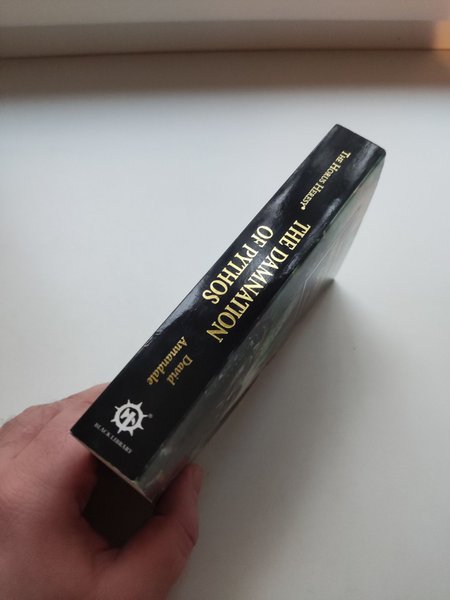 THE HORUS HERESY®
THE DAMNATION
OF PYTHOS
David
Annandale
®
BLACK LIBRARY